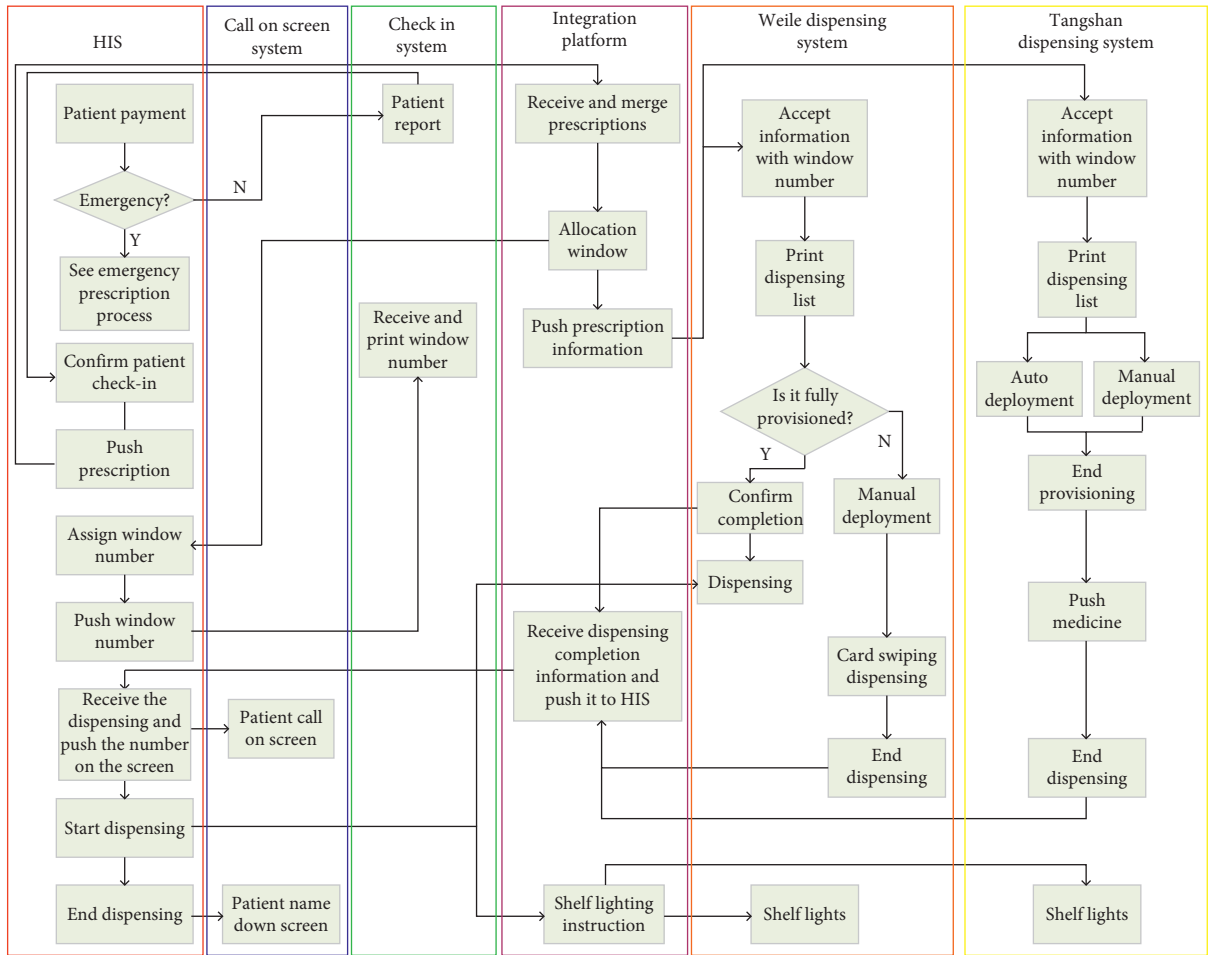 HIS
Call on screen
system
Check in
system
Integration
platform
Weile dispensing
system
Tangshan
dispensing system
Patient payment
Emergency?
N
Y
See emergency
prescription
process
Confirm patient
check-in
Push
prescription
Assign window
number
Push window
number
Receive the
dispensing and
push the number
on the screen
Start dispensing
End dispensing
Patient call
on screen
Patient name
down screen
Patient
report
Receive and
print window
number
Receive and merge
prescriptions
Allocation
window
Push prescription
information
Receive dispensing
completion
information and
push it to HIS
Shelf lighting
instruction
Accept
information
with window
number
Print
dispensing
list
Is it fully
provisioned?
Y
N
Confirm
completion
Manual
deployment
Dispensing
Card swiping
dispensing
End
dispensing
Shelf lights
Accept
information
with window
number
Print
dispensing
list
Auto
deployment
Manual
deployment
End
provisioning
Push
medicine
End
dispensing
Shelf lights